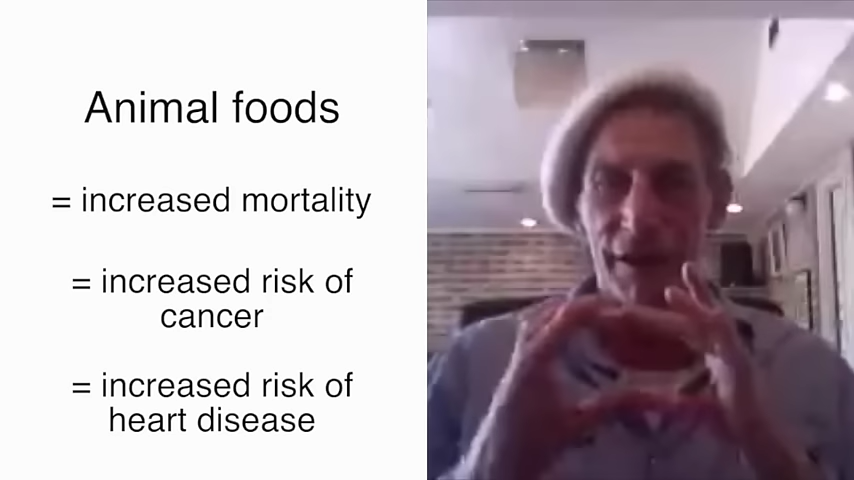 Animal foods
= increased mortality
= increased risk of
cancer
= increased risk of
heart disease